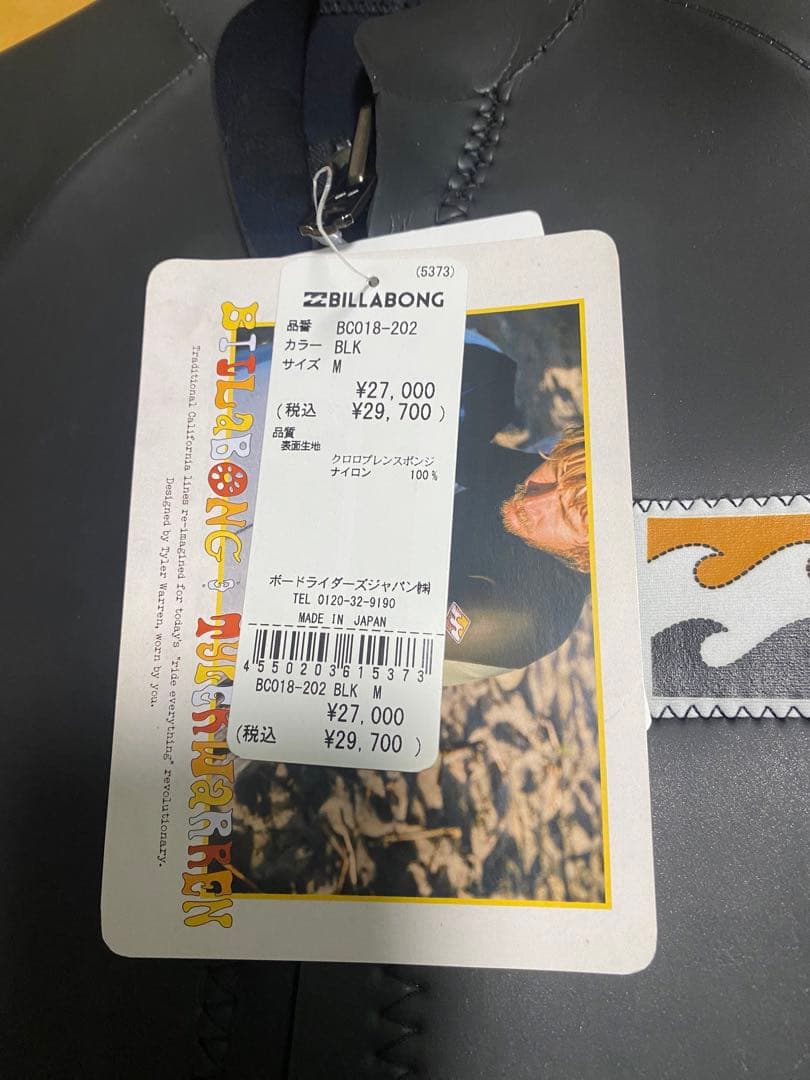 (5373)
BILLABONG
品番 BC018-202
カラー BLK
サイズ M
¥27,000
(税込 ¥29,700)
品質
表面生地
クロロプレンスポンジ
ナイロン 100%
ボードライダーズジャパン㈱
TEL 0120-32-9190
MADE IN JAPAN
4550203615373
BC018-202 BLK M
¥27,000
(税込 ¥29,700)
BILLABONG & TYLER WARREN
Traditional California lines re-imagined for today's "ride everything" revolutionary.
Designed by Tyler Warren, worn by you.